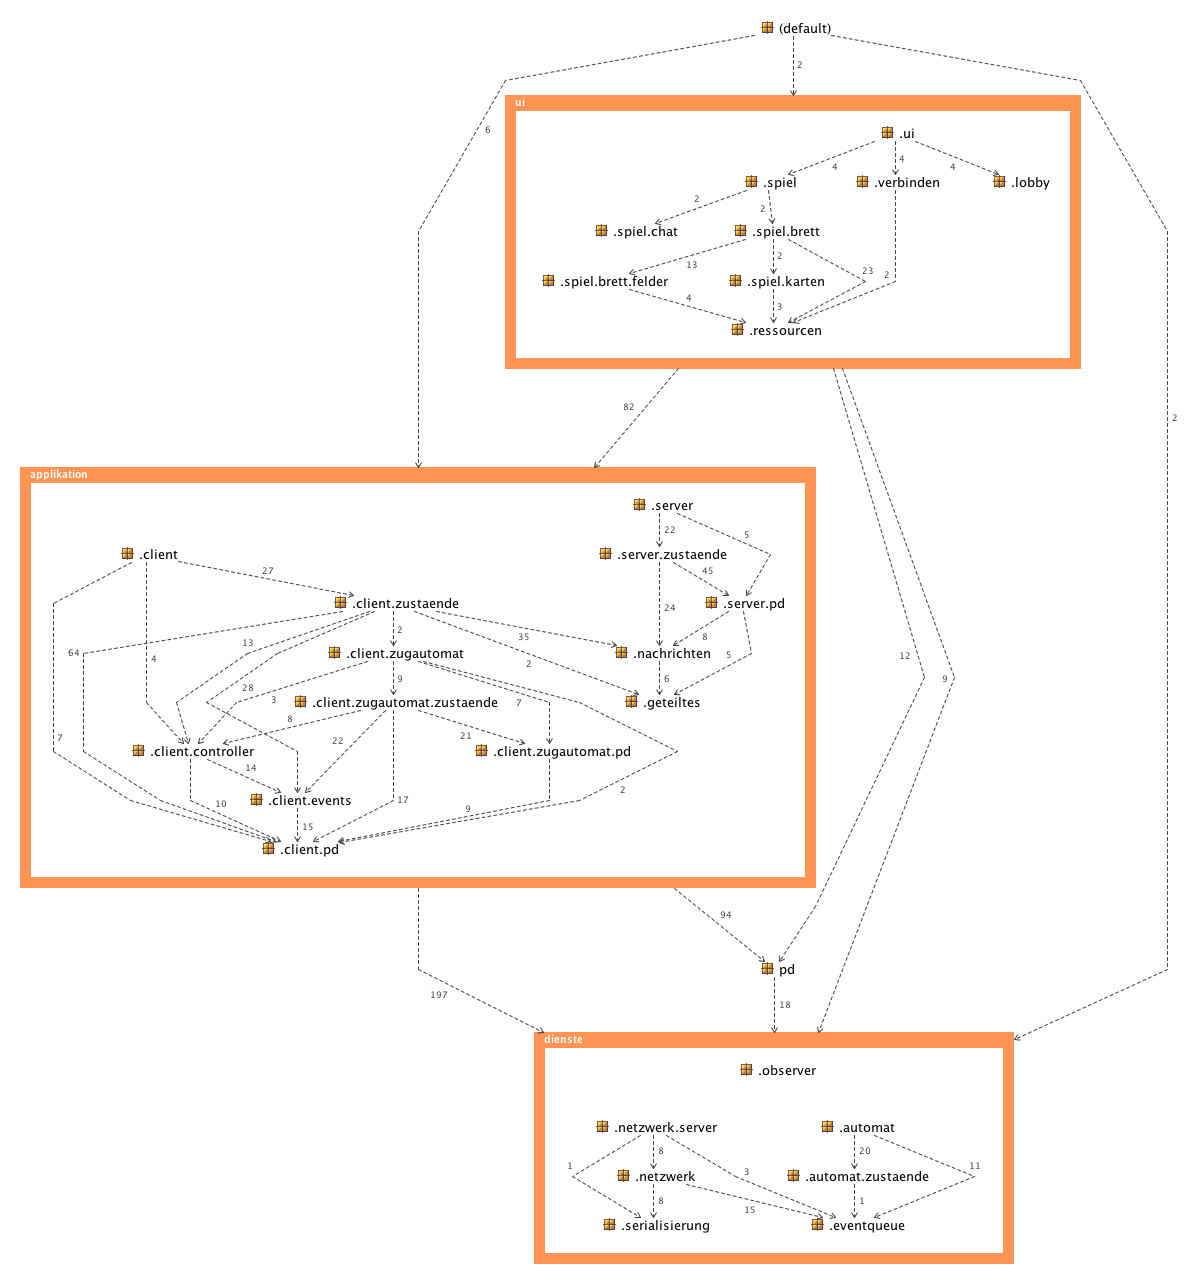 (default)
2
6
2
ui
.ui
4
4
4
.spiel
.verbinden
.lobby
2
2
.spiel.chat
.spiel.brett
13
2
23
2
.spiel.brett.felder
.spiel.karten
4
3
.ressourcen
82
12
9
applikation
.server
22
5
.client
.server.zustaende
27
45
.client.zustaende
.server.pd
24
8
2
35
13
64
4
.client.zugautomat
.nachrichten
2
5
6
9
28
3
7
.client.zugautomat.zustaende
.geteiltes
8
22
21
7
.client.controller
.client.zugautomat.pd
14
2
.client.events
10
17
9
15
.client.pd
94
197
pd
18
dienste
.observer
.netzwerk.server
.automat
1
8
3
20
11
.netzwerk
.automat.zustaende
8
15
1
.serialisierung
.eventqueue